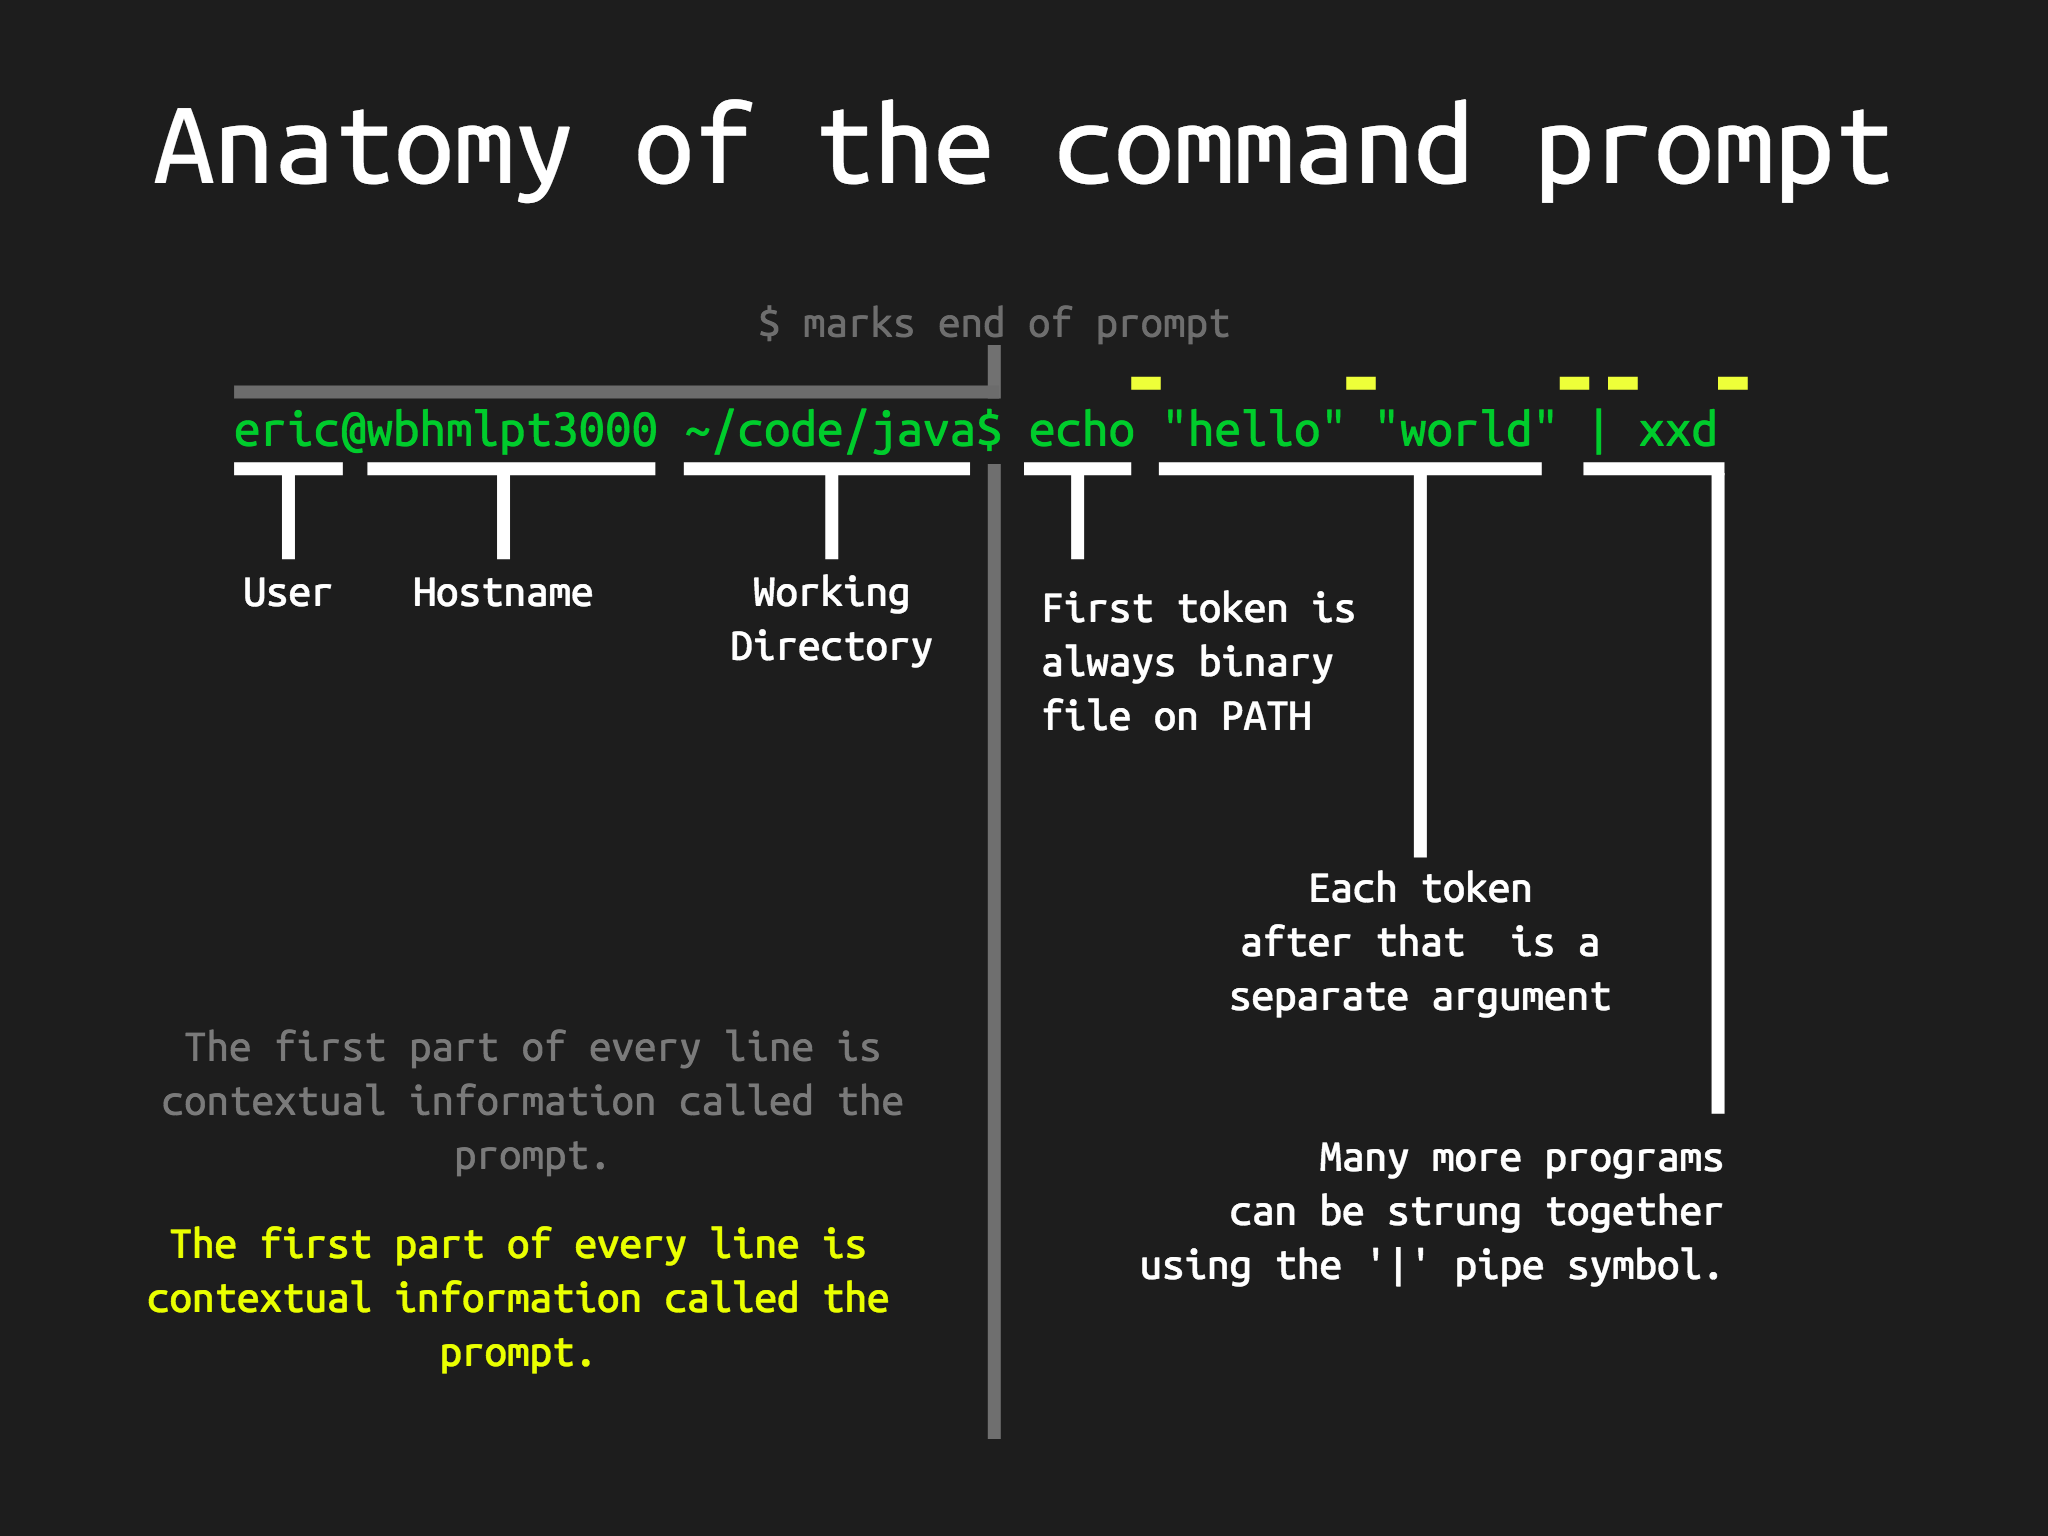 Anatomy of the command prompt
$ marks end of prompt
eric@wbhmlpt3000 ~/code/java$ echo "hello" "world" | xxd
User
Hostname
Working
Directory
First token is
always binary
file on PATH
Each token
after that  is a
separate argument
The first part of every line is
contextual information called the
prompt.
Many more programs
can be strung together
using the '|' pipe symbol.
The first part of every line is
contextual information called the
prompt.